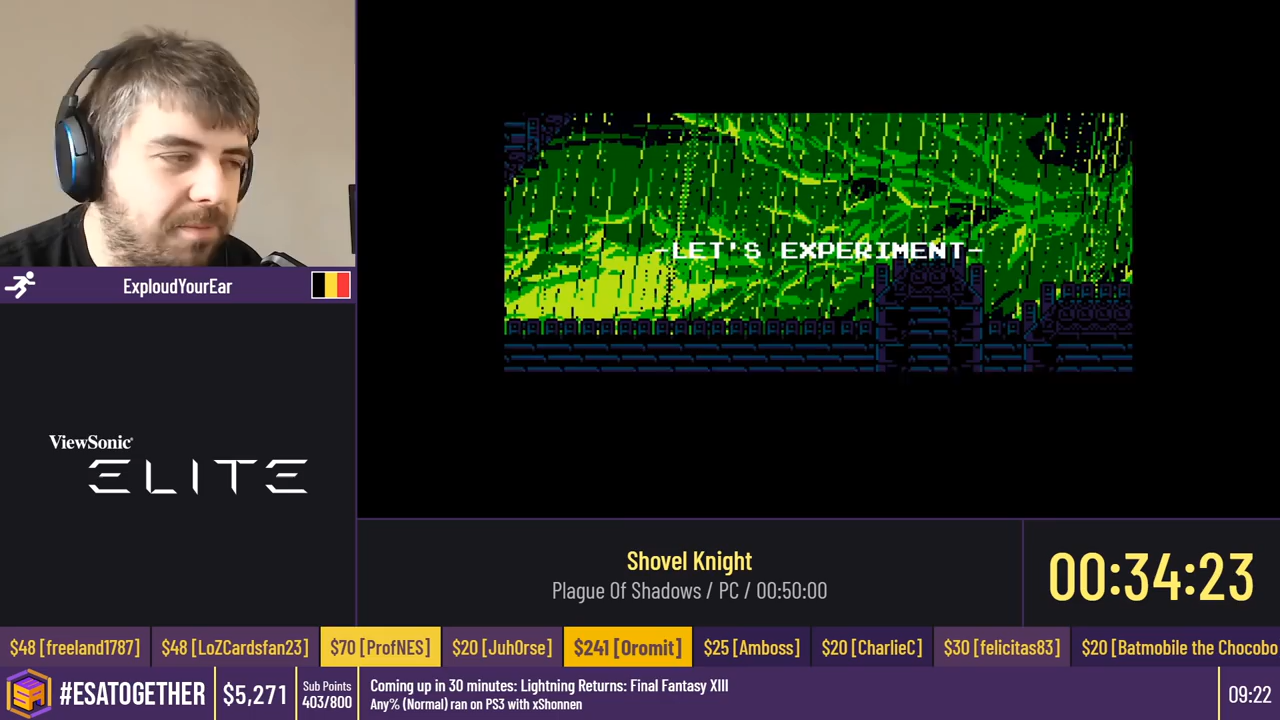 -LET'S EXPERIMENT-
ExploudYourEar
ViewSonic
ELITE
Shovel Knight
Plague Of Shadows / PC / 00:50:00
00:34:23
$48 [freeland1787]
$48 [LoZCardsfan23]
$70 [ProfNES]
$20 [JuhOrse]
$241 [Oromit]
$25 [Amboss]
$20 [CharlieC]
$30 [felicitas83]
$20 [Batmobile the Chocobo
#ESATOGETHER
$5,271
Sub Points
403/800
Coming up in 30 minutes: Lightning Returns: Final Fantasy XIII
Any% (Normal) ran on PS3 with xShonnen
09:22